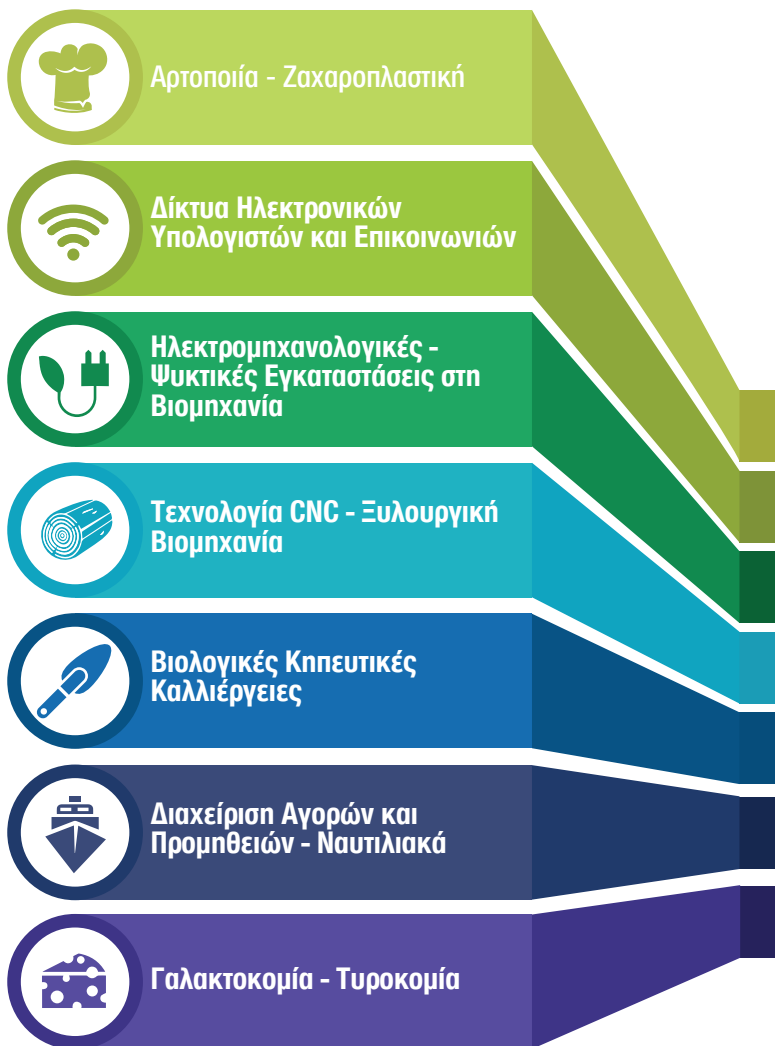 Αρτοποιία - Ζαχαροπλαστική
Δίκτυα Ηλεκτρονικών
Υπολογιστών και Επικοινωνιών
Ηλεκτρομηχανολογικές -
Ψυκτικές Εγκαταστάσεις στη
Βιομηχανία
Τεχνολογία CNC - Ξυλουργική
Βιομηχανία
Βιολογικές Κηπευτικές
Καλλιέργειες
Διαχείριση Αγορών και
Προμηθειών - Ναυτιλιακά
Γαλακτοκομία - Τυροκομία